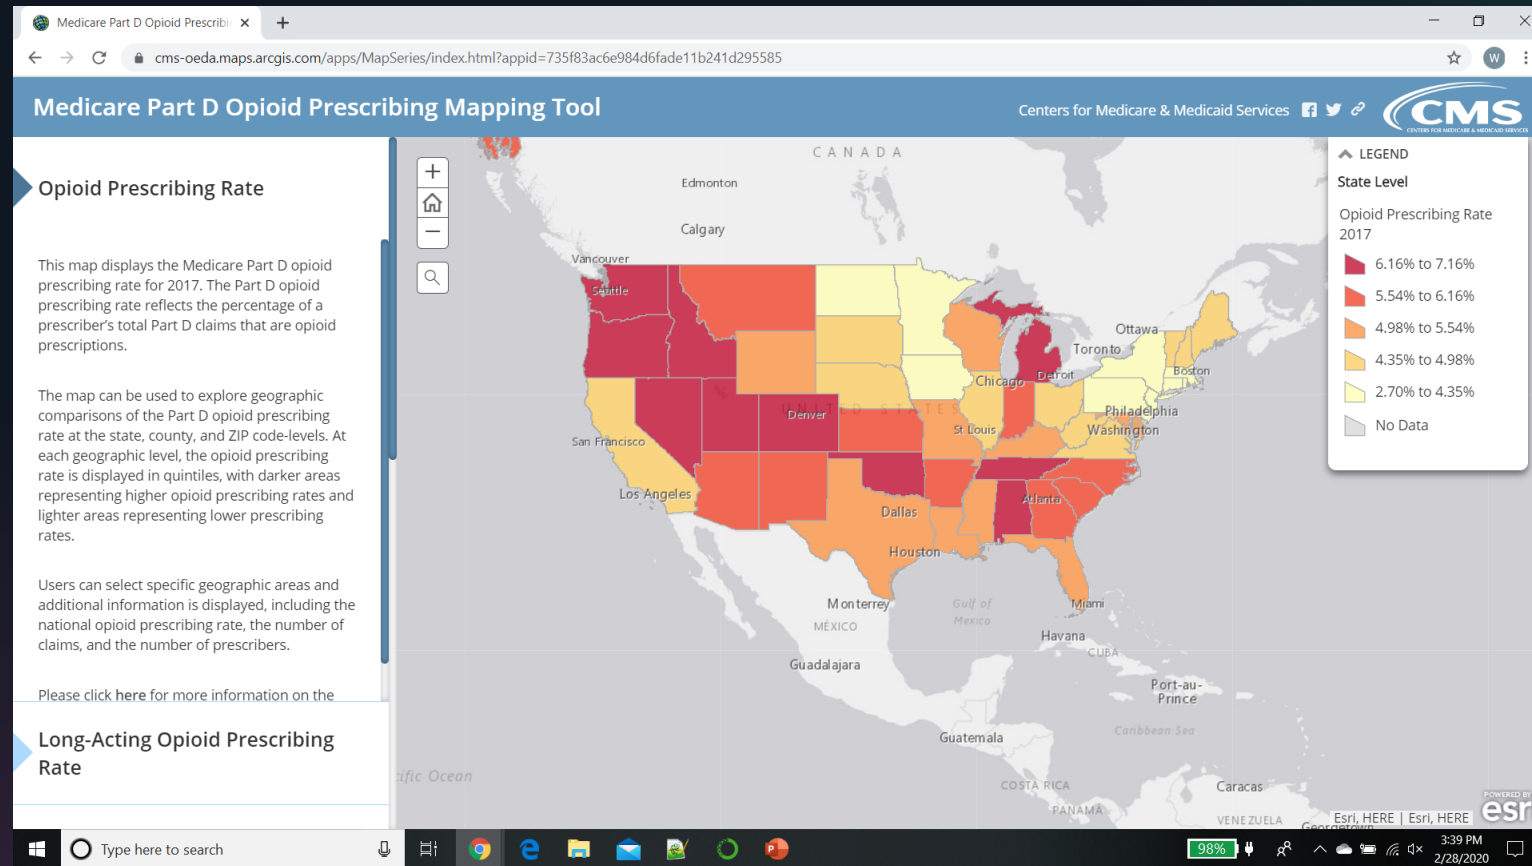 Medicare Part D Opioid Prescribi
cms-oeda.maps.arcgis.com/apps/MapSeries/index.html?appid=735f83ac6e984d6fade11b241d295585
W
Medicare Part D Opioid Prescribing Mapping Tool
Centers for Medicare & Medicaid Services
CMS
CENTERS FOR MEDICARE & MEDICAID SERVICES
Opioid Prescribing Rate
This map displays the Medicare Part D opioid
prescribing rate for 2017. The Part D opioid
prescribing rate reflects the percentage of a
prescriber's total Part D claims that are opioid
prescriptions.
The map can be used to explore geographic
comparisons of the Part D opioid prescribing
rate at the state, county, and ZIP code-levels. At
each geographic level, the opioid prescribing
rate is displayed in quintiles, with darker areas
representing higher opioid prescribing rates and
lighter areas representing lower prescribing
rates.
Users can select specific geographic areas and
additional information is displayed, including the
national opioid prescribing rate, the number of
claims, and the number of prescribers.
Please click here for more information on the
Long-Acting Opioid Prescribing
Rate
CANADA
Edmonton
Calgary
Vancouver
Seattle
Ottawa
Toronto
Boston
Chicago
Detroit
UNITED STATES
Denver
Philadelphia
St Louis
Washington
San Francisco
Los Angeles
Atlanta
Dallas
Houston
Monterrey
Gulf of
Mexico
Miami
MÉXICO
Havana
CUBA
Guadalajara
Port-au-
Prince
Guatemala
Caribbean Sea
ific Ocean
COSTA RICA
Caracas
PANAMÁ
VENEZUELA
Georgetown
LEGEND
State Level
Opioid Prescribing Rate
2017
6.16% to 7.16%
5.54% to 6.16%
4.98% to 5.54%
4.35% to 4.98%
2.70% to 4.35%
No Data
POWERED BY
esr
Esri, HERE | Esri, HERE
Type here to search
98%
3:39 PM
2/28/2020